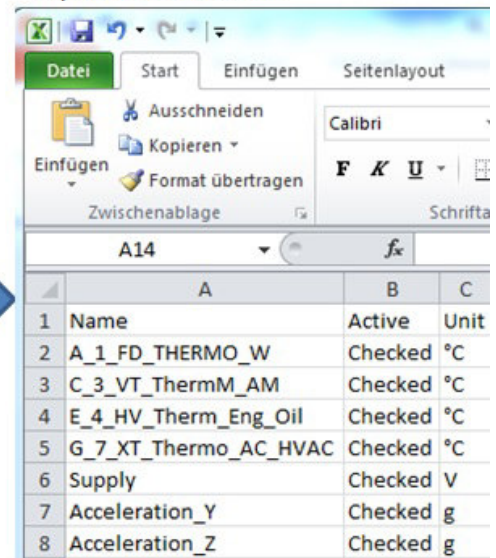 Datei Start Einfügen Seitenlayout
Ausschneiden
Kopieren
Einfügen
Format übertragen
Zwischenablage
Calibri
F K U
Schrifta
A14 fx
A B C
1 Name Active Unit
2 A_1_FD_THERMO_W Checked °C
3 C_3_VT_ThermM_AM Checked °C
4 E_4_HV_Therm_Eng_Oil Checked °C
5 G_7_XT_Thermo_AC_HVAC Checked °C
6 Supply Checked V
7 Acceleration_Y Checked g
8 Acceleration_Z Checked g